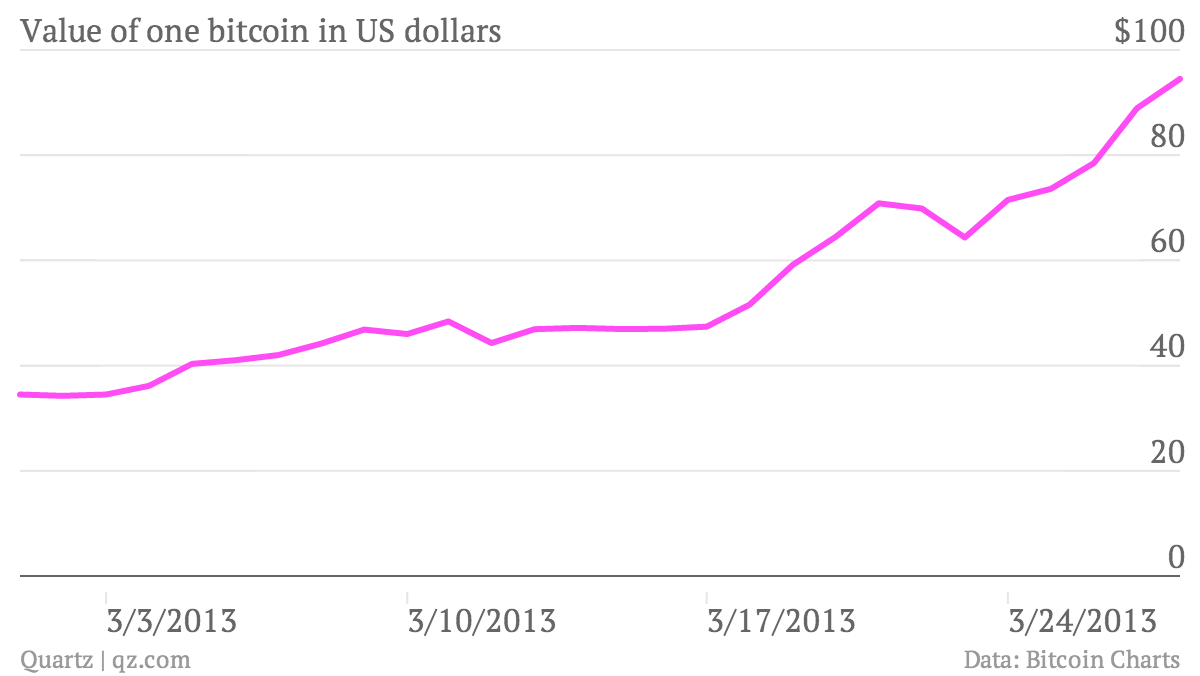 Value of one bitcoin in US dollars
$100
80
60
40
20
0
3/3/2013 3/10/2013 3/17/2013 3/24/2013
Quartz | qz.com Data: Bitcoin Charts